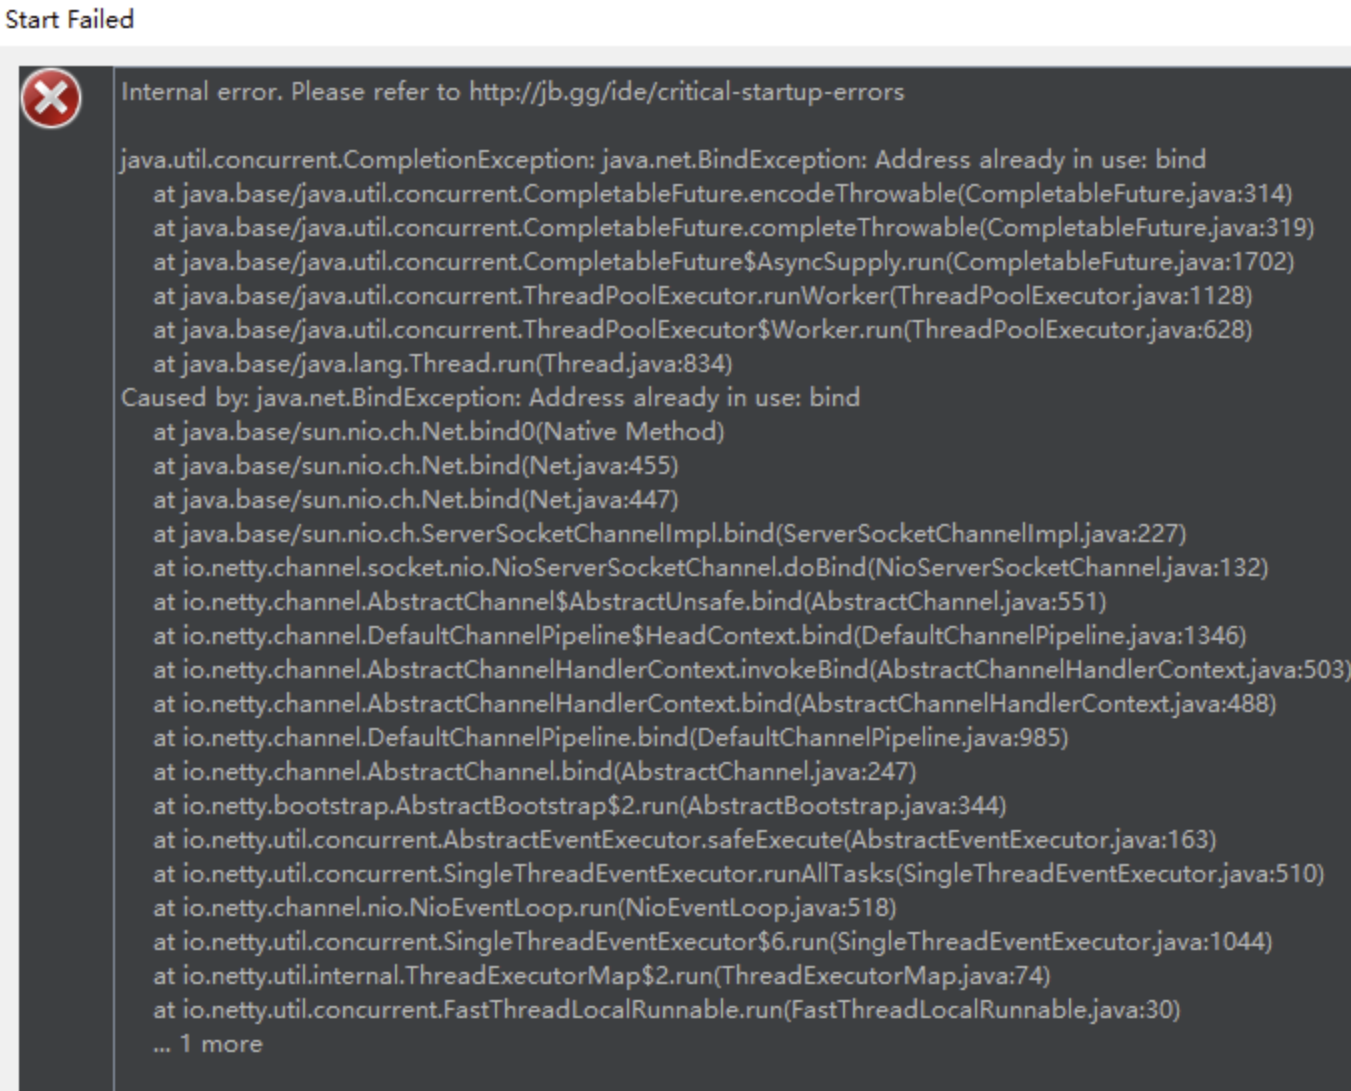 Start Failed
Internal error. Please refer to http://jb.gg/ide/critical-startup-errors
java.util.concurrent.CompletionException: java.net.BindException: Address already in use: bind
at java.base/java.util.concurrent.CompletableFuture.encodeThrowable(CompletableFuture.java:314)
at java.base/java.util.concurrent.CompletableFuture.completeThrowable(CompletableFuture.java:319)
at java.base/java.util.concurrent.CompletableFuture$AsyncSupply.run(CompletableFuture.java:1702)
at java.base/java.util.concurrent.ThreadPoolExecutor.runWorker(ThreadPoolExecutor.java:1128)
at java.base/java.util.concurrent.ThreadPoolExecutor$Worker.run(ThreadPoolExecutor.java:628)
at java.base/java.lang.Thread.run(Thread.java:834)
Caused by: java.net.BindException: Address already in use: bind
at java.base/sun.nio.ch.Net.bind0(Native Method)
at java.base/sun.nio.ch.Net.bind(Net.java:455)
at java.base/sun.nio.ch.Net.bind(Net.java:447)
at java.base/sun.nio.ch.ServerSocketChannelImpl.bind(ServerSocketChannelImpl.java:227)
at io.netty.channel.socket.nio.NioServerSocketChannel.doBind(NioServerSocketChannel.java:132)
at io.netty.channel.AbstractChannel$AbstractUnsafe.bind(AbstractChannel.java:551)
at io.netty.channel.DefaultChannelPipeline$HeadContext.bind(DefaultChannelPipeline.java:1346)
at io.netty.channel.AbstractChannelHandlerContext.invokeBind(AbstractChannelHandlerContext.java:503)
at io.netty.channel.AbstractChannelHandlerContext.bind(AbstractChannelHandlerContext.java:488)
at io.netty.channel.DefaultChannelPipeline.bind(DefaultChannelPipeline.java:985)
at io.netty.channel.AbstractChannel.bind(AbstractChannel.java:247)
at io.netty.bootstrap.AbstractBootstrap$2.run(AbstractBootstrap.java:344)
at io.netty.util.concurrent.AbstractEventExecutor.safeExecute(AbstractEventExecutor.java:163)
at io.netty.util.concurrent.SingleThreadEventExecutor.runAllTasks(SingleThreadEventExecutor.java:510)
at io.netty.channel.nio.NioEventLoop.run(NioEventLoop.java:518)
at io.netty.util.concurrent.SingleThreadEventExecutor$6.run(SingleThreadEventExecutor.java:1044)
at io.netty.util.internal.ThreadExecutorMap$2.run(ThreadExecutorMap.java:74)
at io.netty.util.concurrent.FastThreadLocalRunnable.run(FastThreadLocalRunnable.java:30)
... 1 more